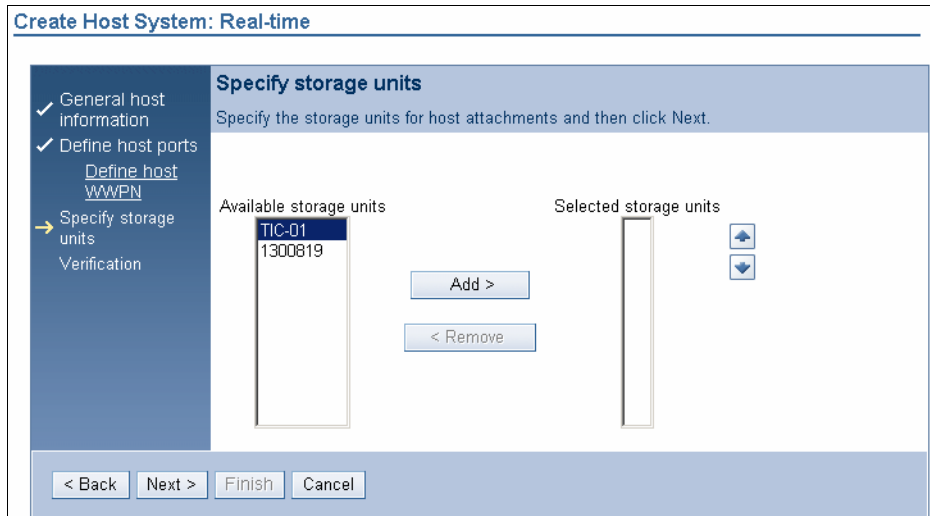 Create Host System: Real-time
General host
information
Define host ports
Define host
WWPN
Specify storage
units
Verification
Specify storage units
Specify the storage units for host attachments and then click Next.
Available storage units
TIC-01
1300819
Add >
< Remove
Selected storage units
< Back
Next >
Finish
Cancel